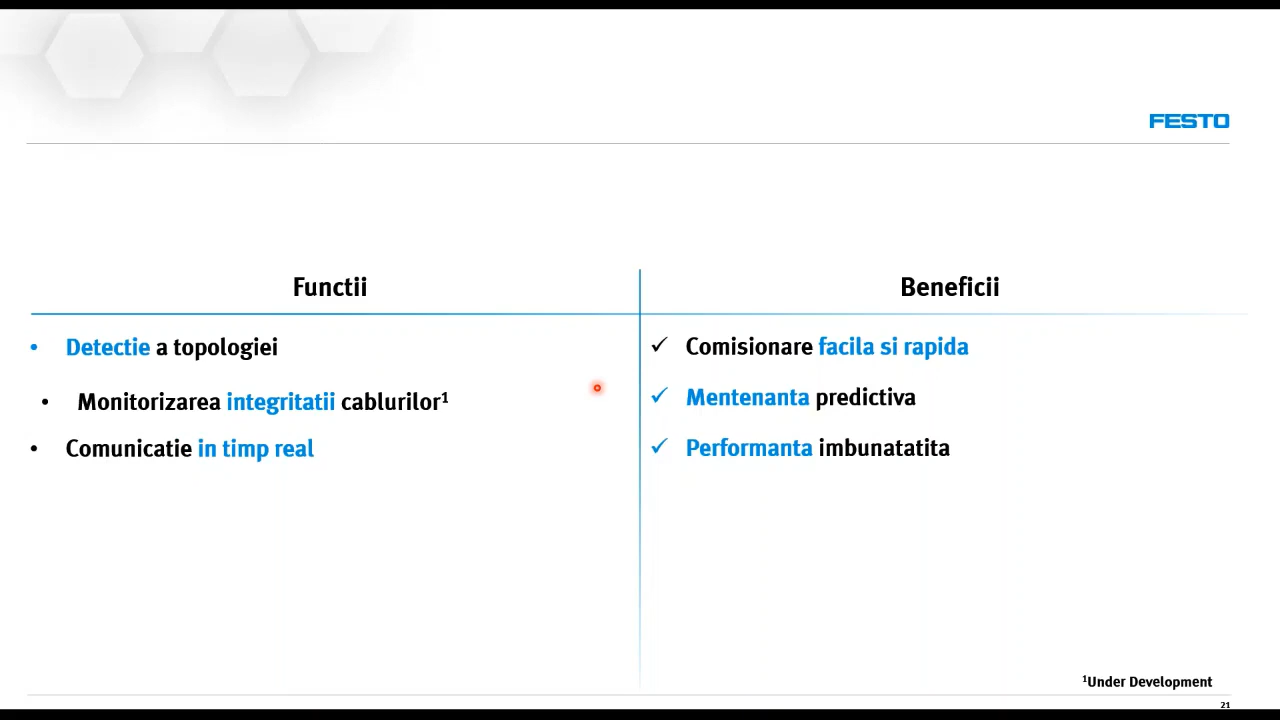 FESTO
Functii
Beneficii
• Detectie a topologiei
✓ Comisionare facila si rapida
• Monitorizarea integritatii cablurilor¹
✓ Mentenanta predictiva
• Comunicatie in timp real
✓ Performanta imbunatatita
¹Under Development
21